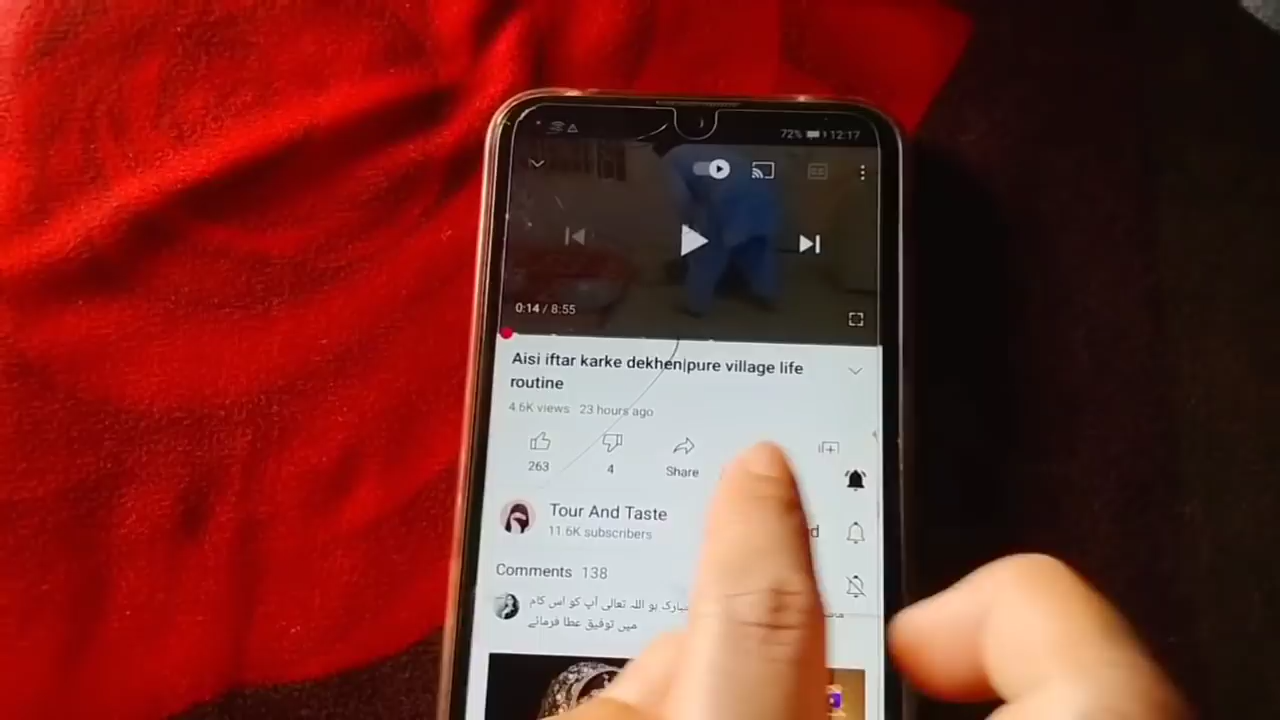 72% 12:17
0:14 / 8:55
Aisi iftar karke dekhen|pure village life
routine
4.6K views 23 hours ago
263 4 Share
Tour And Taste
11.6K subscribers
Comments 138
ہو اللہ تعالی آپ کو اس کام
میں توفیق عطا فرمائے